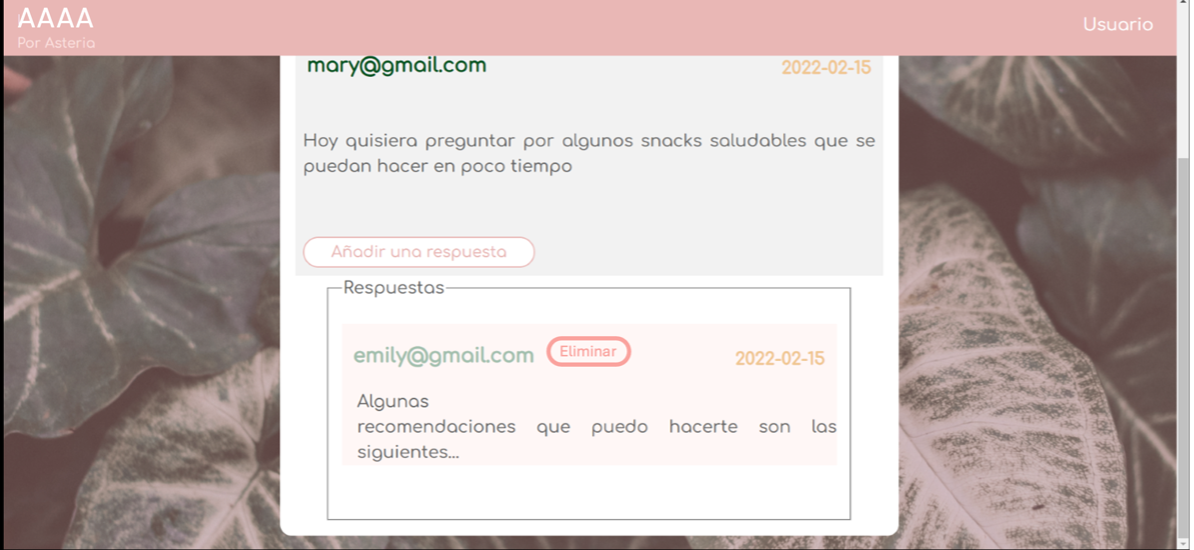 AAAA
Por Asteria
Usuario
mary@gmail.com
2022-02-15
Hoy quisiera preguntar por algunos snacks saludables que se
puedan hacer en poco tiempo
Añadir una respuesta
Respuestas
emily@gmail.com
Eliminar
2022-02-15
Algunas
recomendaciones que puedo hacerte son las
siguientes...